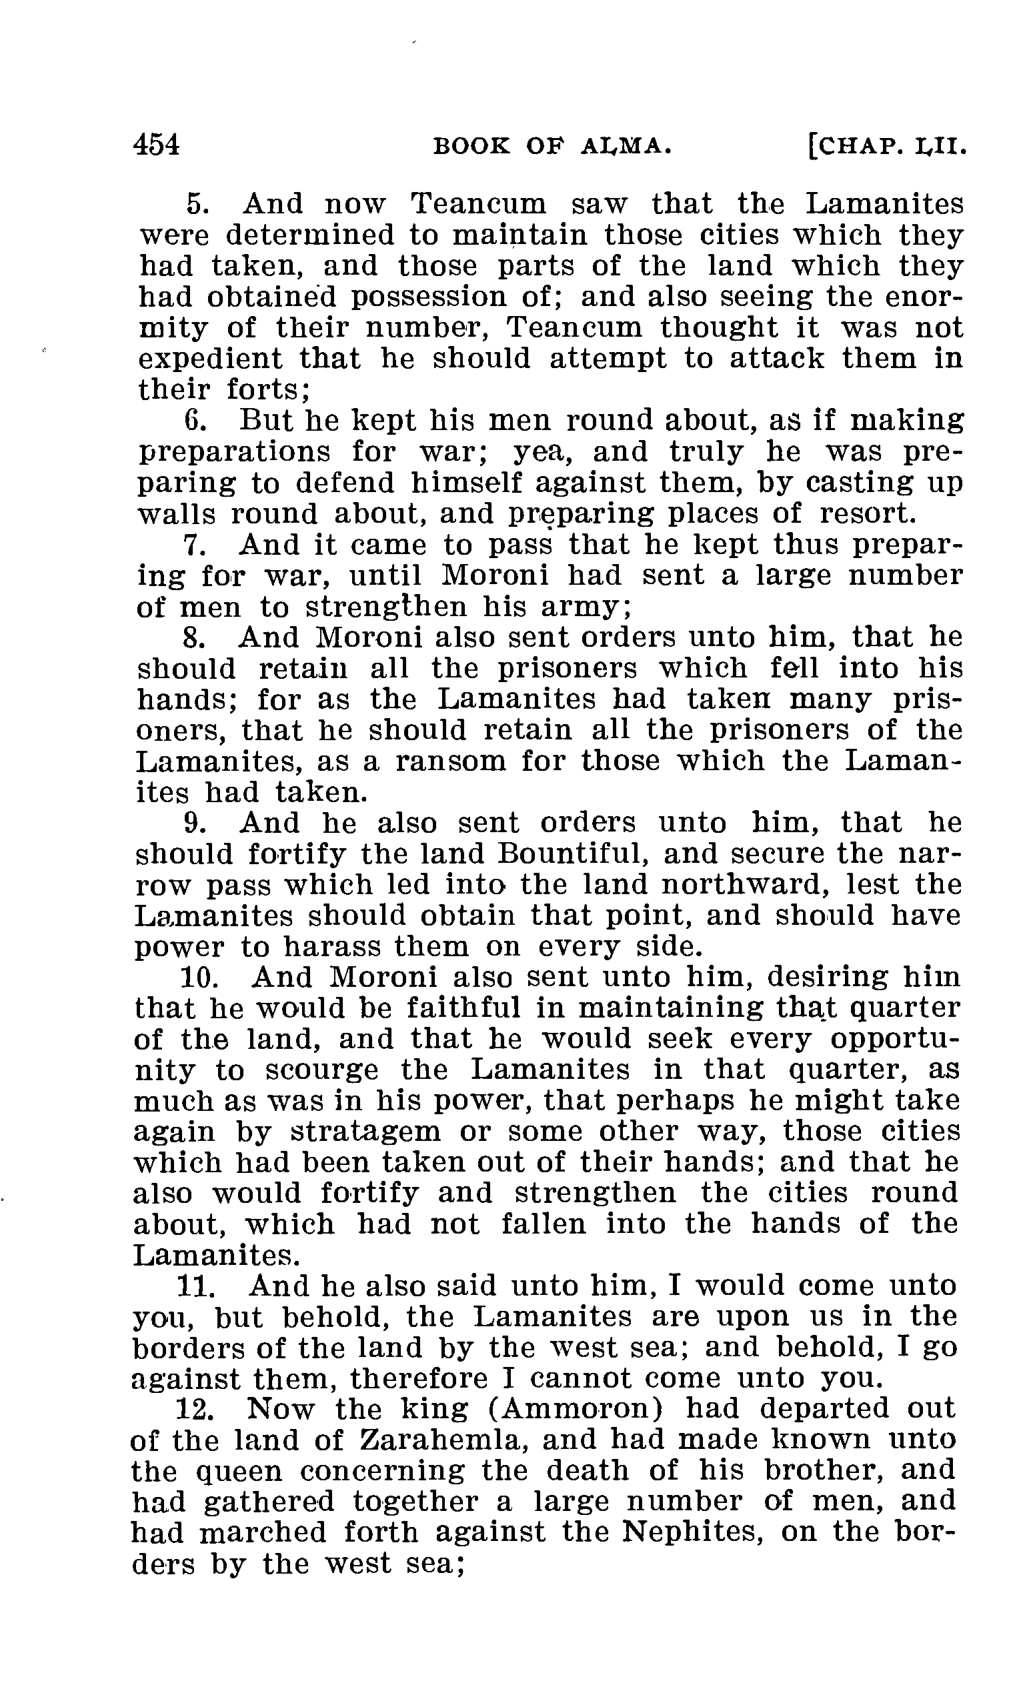 454 BOOK OF ALMA. [CHAP. LII.
5. And now Teancum saw that the Lamanites
were determined to maintain those cities which they
had taken, and those parts of the land which they
had obtained possession of; and also seeing the enor-
mity of their number, Teancum thought it was not
expedient that he should attempt to attack them in
their forts;
6. But he kept his men round about, as if making
preparations for war; yea, and truly he was pre-
paring to defend himself against them, by casting up
walls round about, and preparing places of resort.
7. And it came to pass that he kept thus prepar-
ing for war, until Moroni had sent a large number
of men to strengthen his army;
8. And Moroni also sent orders unto him, that he
should retain all the prisoners which fell into his
hands; for as the Lamanites had taken many pris-
oners, that he should retain all the prisoners of the
Lamanites, as a ransom for those which the Laman-
ites had taken.
9. And he also sent orders unto him, that he
should fortify the land Bountiful, and secure the nar-
row pass which led into the land northward, lest the
Lamanites should obtain that point, and should have
power to harass them on every side.
10. And Moroni also sent unto him, desiring him
that he would be faithful in maintaining that quarter
of the land, and that he would seek every opportu-
nity to scourge the Lamanites in that quarter, as
much as was in his power, that perhaps he might take
again by stratagem or some other way, those cities
which had been taken out of their hands; and that he
also would fortify and strengthen the cities round
about, which had not fallen into the hands of the
Lamanites.
11. And he also said unto him, I would come unto
you, but behold, the Lamanites are upon us in the
borders of the land by the west sea; and behold, I go
against them, therefore I cannot come unto you.
12. Now the king (Ammoron) had departed out
of the land of Zarahemla, and had made known unto
the queen concerning the death of his brother, and
had gathered together a large number of men, and
had marched forth against the Nephites, on the bor-
ders by the west sea;